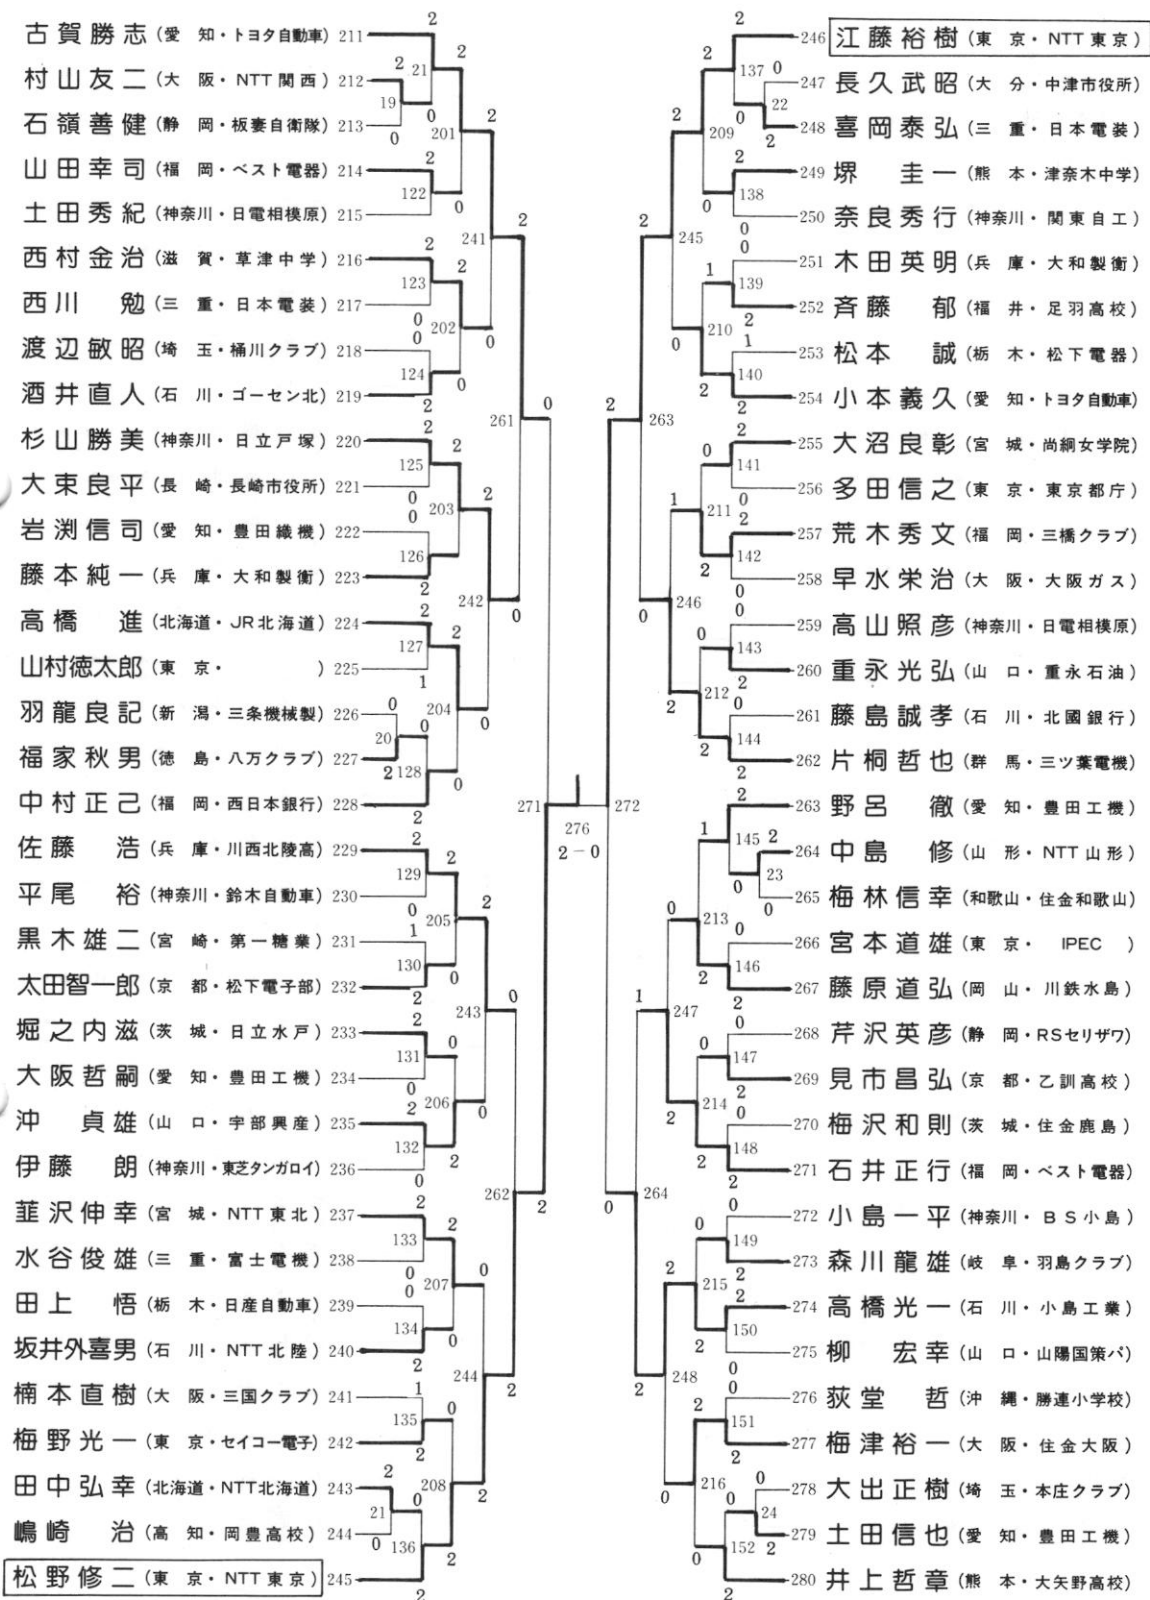 古賀勝志 (愛 知・トヨタ自動車) 211
村山友二 (大 阪・NTT関西) 212
石嶺善健 (静 岡・板妻自衛隊) 213
山田幸司 (福 岡・ベスト電器) 214
土田秀紀 (神奈川・日電相模原) 215
西村金治 (滋 賀・草津中学) 216
西川 勉 (三 重・日本電装) 217
渡辺敏昭 (埼 玉・桶川クラブ) 218
酒井直人 (石 川・ゴーセン北) 219
杉山勝美 (神奈川・日立戸塚) 220
大束良平 (長 崎・長崎市役所) 221
岩渕信司 (愛 知・豊田織機) 222
藤本純一 (兵 庫・大和製衡) 223
高橋 進 (北海道・JR北海道) 224
山村徳太郎 (東 京・ ) 225
羽龍良記 (新 潟・三条機械製) 226
福家秋男 (徳 島・八万クラブ) 227
中村正己 (福 岡・西日本銀行) 228
佐藤 浩 (兵 庫・川西北陵高) 229
平尾 裕 (神奈川・鈴木自動車) 230
黒木雄二 (宮 崎・第一糖業) 231
太田智一郎 (京 都・松下電子部) 232
堀之内滋 (茨 城・日立水戸) 233
大阪哲嗣 (愛 知・豊田工機) 234
沖 貞雄 (山 口・宇部興産) 235
伊藤 朗 (神奈川・東芝タンガロイ) 236
韮沢伸幸 (宮 城・NTT東北) 237
水谷俊雄 (三 重・富士電機) 238
田上 悟 (栃 木・日産自動車) 239
坂井外喜男 (石 川・NTT北陸) 240
楠本直樹 (大 阪・三国クラブ) 241
梅野光一 (東 京・セイコー電子) 242
田中弘幸 (北海道・NTT北海道) 243
嶋崎 治 (高 知・岡豊高校) 244
松野修二 (東 京・NTT東京) 245
271
276
2－0
272
246 江藤裕樹 (東 京・NTT東京)
247 長久武昭 (大 分・中津市役所)
248 喜岡泰弘 (三 重・日本電装)
249 堺 圭一 (熊 本・津奈木中学)
250 奈良秀行 (神奈川・関東自工)
251 木田英明 (兵 庫・大和製衡)
252 斉藤 郁 (福 井・足羽高校)
253 松本 誠 (栃 木・松下電器)
254 小本義久 (愛 知・トヨタ自動車)
255 大沼良彰 (宮 城・尚絅女学院)
256 多田信之 (東 京・東京都庁)
257 荒木秀文 (福 岡・三橋クラブ)
258 早水栄治 (大 阪・大阪ガス)
259 高山照彦 (神奈川・日電相模原)
260 重永光弘 (山 口・重永石油)
261 藤島誠孝 (石 川・北國銀行)
262 片桐哲也 (群 馬・三ツ葉電機)
263 野呂 徹 (愛 知・豊田工機)
264 中島 修 (山 形・NTT山形)
265 梅林信幸 (和歌山・住金和歌山)
266 宮本道雄 (東 京・ IPEC )
267 藤原道弘 (岡 山・川鉄水島)
268 芹沢英彦 (静 岡・RSセリザワ)
269 見市昌弘 (京 都・乙訓高校)
270 梅沢和則 (茨 城・住金鹿島)
271 石井正行 (福 岡・ベスト電器)
272 小島一平 (神奈川・BS小島)
273 森川龍雄 (岐 阜・羽島クラブ)
274 高橋光一 (石 川・小島工業)
275 柳 宏幸 (山 口・山陽国策パ)
276 荻堂 哲 (沖 縄・勝連小学校)
277 梅津裕一 (大 阪・住金大阪)
278 大出正樹 (埼 玉・本庄クラブ)
279 土田信也 (愛 知・豊田工機)
280 井上哲章 (熊 本・大矢野高校)